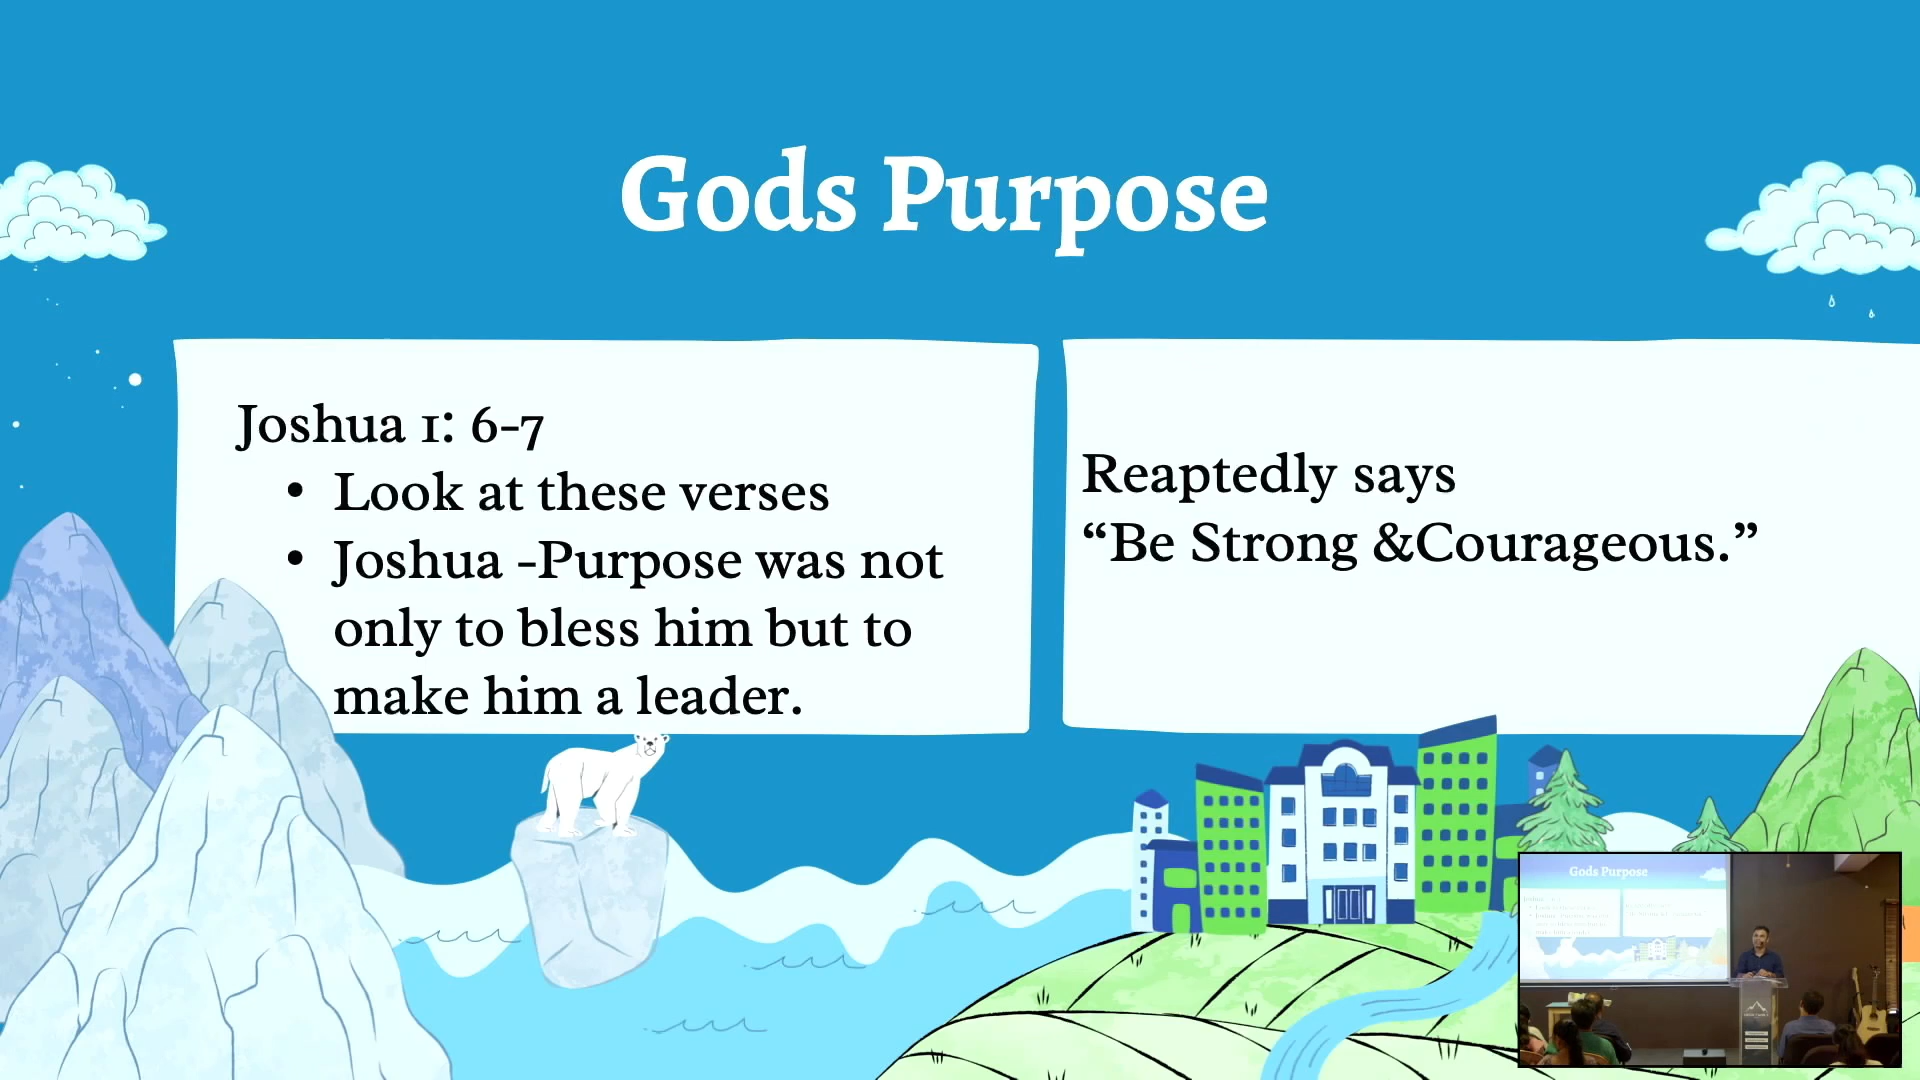 Gods Purpose
Joshua 1: 6-7
• Look at these verses
• Joshua -Purpose was not
only to bless him but to
make him a leader.
Reaptedly says
“Be Strong &Courageous.”
Gods Purpose